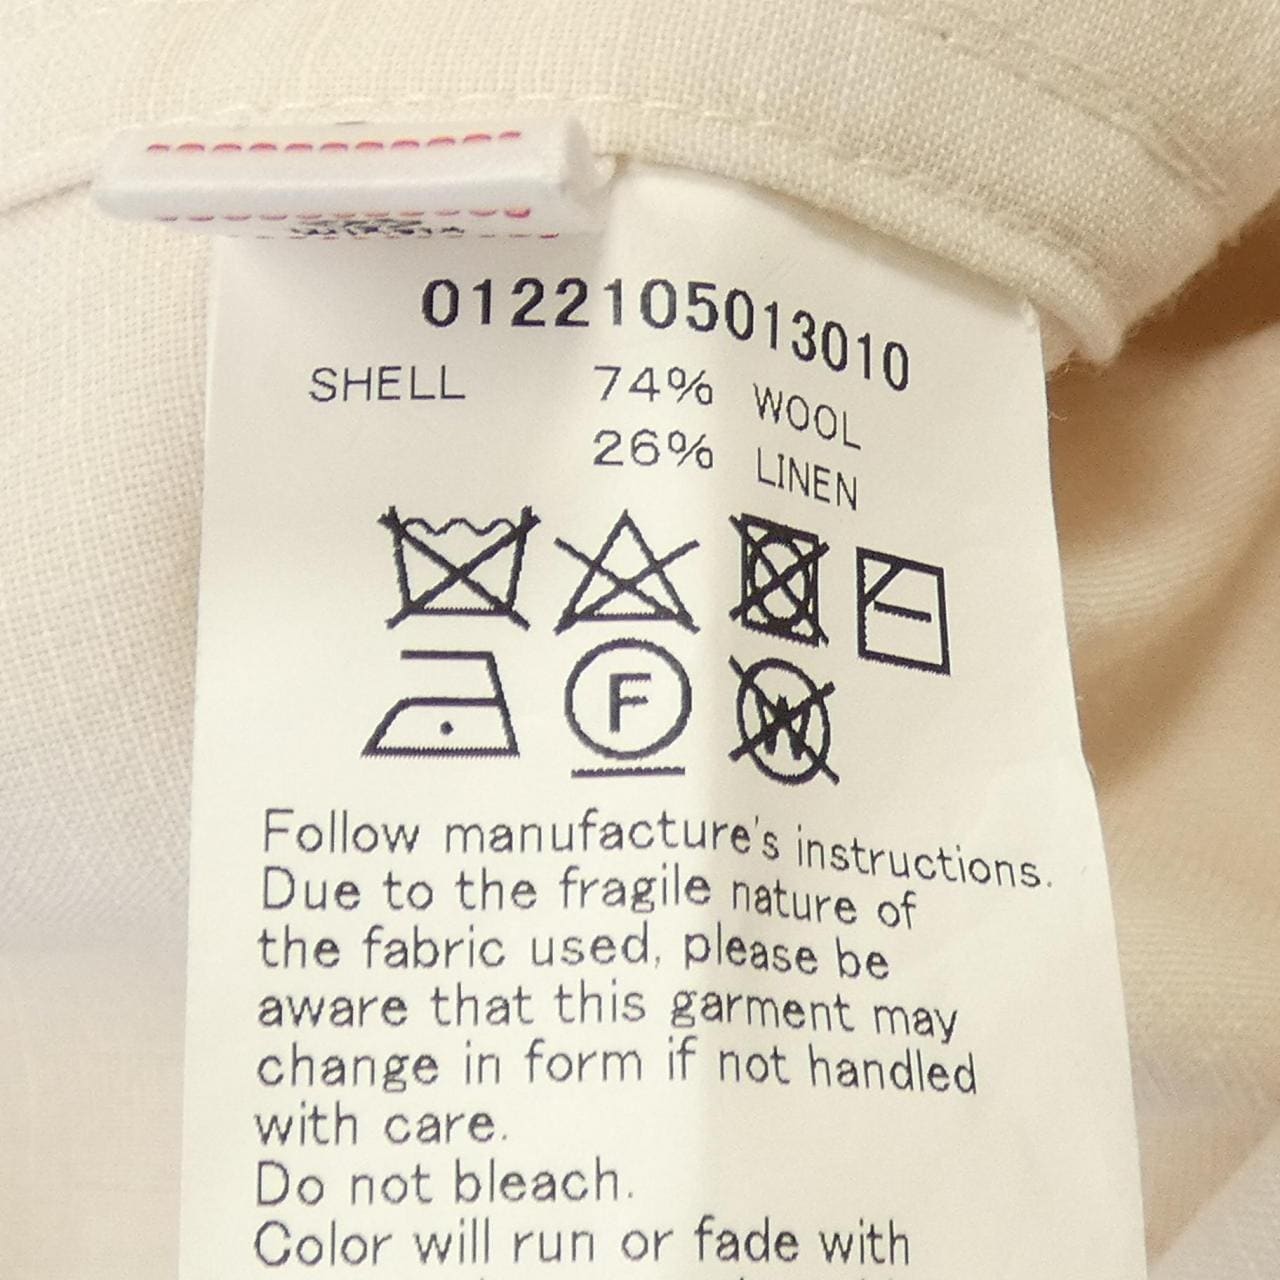 0122105013010
SHELL 74% WOOL
26% LINEN
F
W
Follow manufacture's instructions.
Due to the fragile nature of
the fabric used, please be
aware that this garment may
change in form if not handled
with care.
Do not bleach.
Color will run or fade with